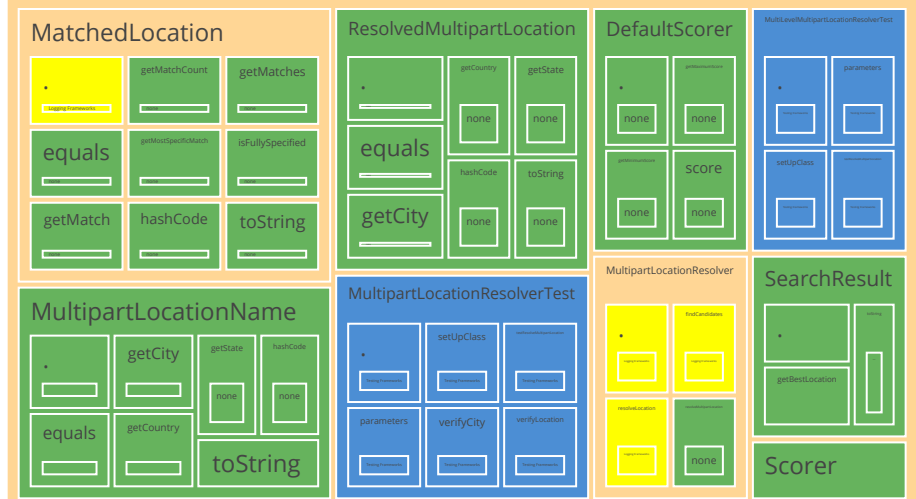 MatchedLocation
.
getMatchCount
getMatches
Logging Frameworks
none
none
equals
getMostSpecificMatch
isFullySpecified
none
none
none
getMatch
hashCode
toString
none
none
none
ResolvedMultipartLocation
.
getCountry
getState
none
none
equals
hashCode
toString
getCity
none
none
DefaultScorer
.
none
none
score
none
none
MultiLevelMultipartLocationResolverTest
.
parameters
setUpClass
MultipartLocationName
.
getCity
getState
hashCode
none
none
equals
getCountry
toString
MultipartLocationResolverTest
.
setUpClass
Testing Frameworks
Testing Frameworks
Testing Frameworks
parameters
verifyCity
verifyLocation
Testing Frameworks
Testing Frameworks
Testing Frameworks
MultipartLocationResolver
.
findCandidates
Logging Frameworks
Logging Frameworks
resolveLocation
Logging Frameworks
none
SearchResult
.
toString
getBestLocation
Scorer